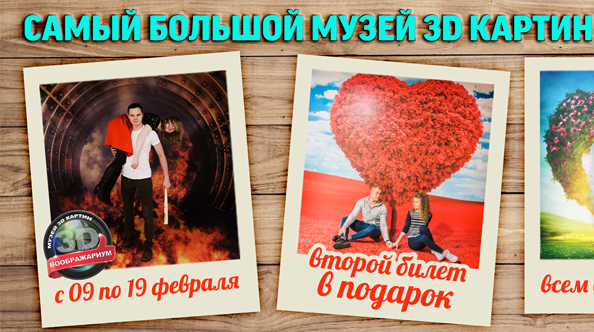 САМЫЙ БОЛЬШОЙ МУЗЕЙ 3D КАРТИН
МУЗЕЙ 3D КАРТИН
3D
ВООБРАЖАРИУМ
с 09 по 19 февраля
второй билет
в подарок
всем